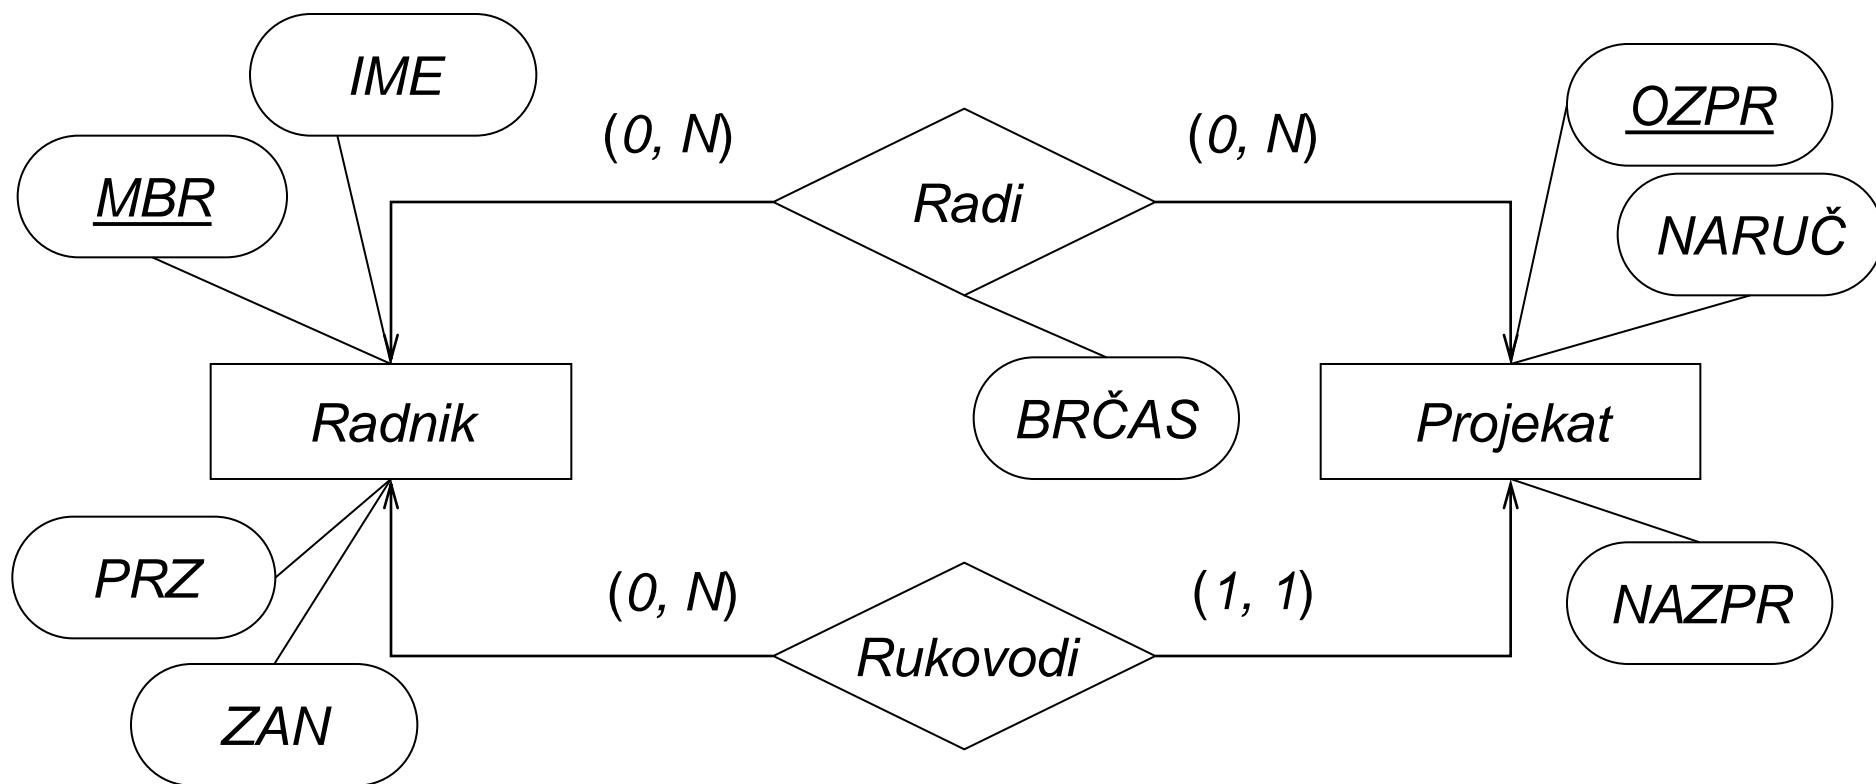 IME
(0, N)
(0, N)
OZPR
MBR
Radi
NARUČ
Radnik
BRČAS
Projekat
PRZ
(0, N)
(1, 1)
NAZPR
Rukovodi
ZAN